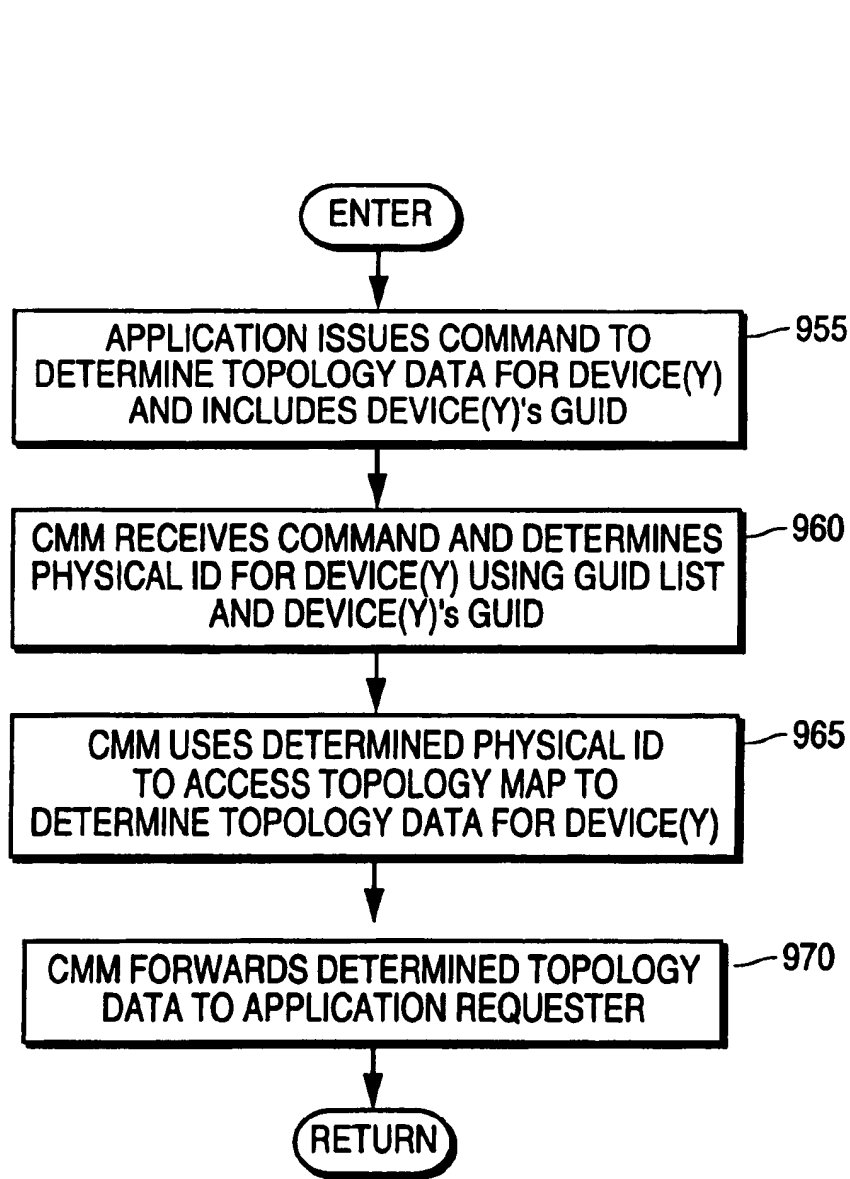 ENTER
APPLICATION ISSUES COMMAND TO
DETERMINE TOPOLOGY DATA FOR DEVICE(Y)
AND INCLUDES DEVICE(Y)'s GUID
955
CMM RECEIVES COMMAND AND DETERMINES
PHYSICAL ID FOR DEVICE(Y) USING GUID LIST
AND DEVICE(Y)'s GUID
960
CMM USES DETERMINED PHYSICAL ID
TO ACCESS TOPOLOGY MAP TO
DETERMINE TOPOLOGY DATA FOR DEVICE(Y)
965
CMM FORWARDS DETERMINED TOPOLOGY
DATA TO APPLICATION REQUESTER
970
RETURN